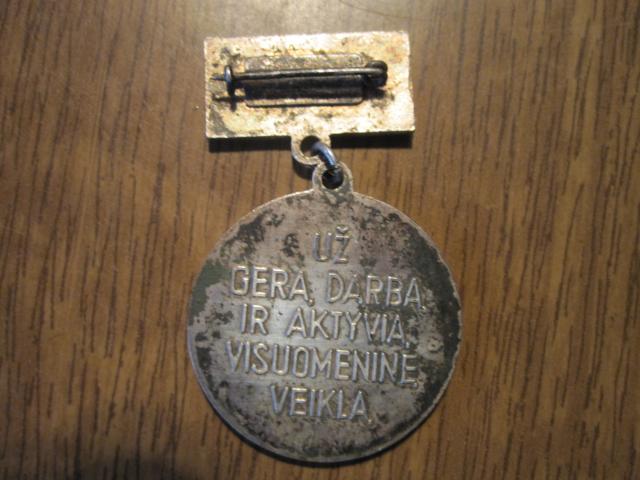 UŽ
GERĄ DARBĄ
IR AKTYVIĄ
VISUOMENINĘ
VEIKLĄ